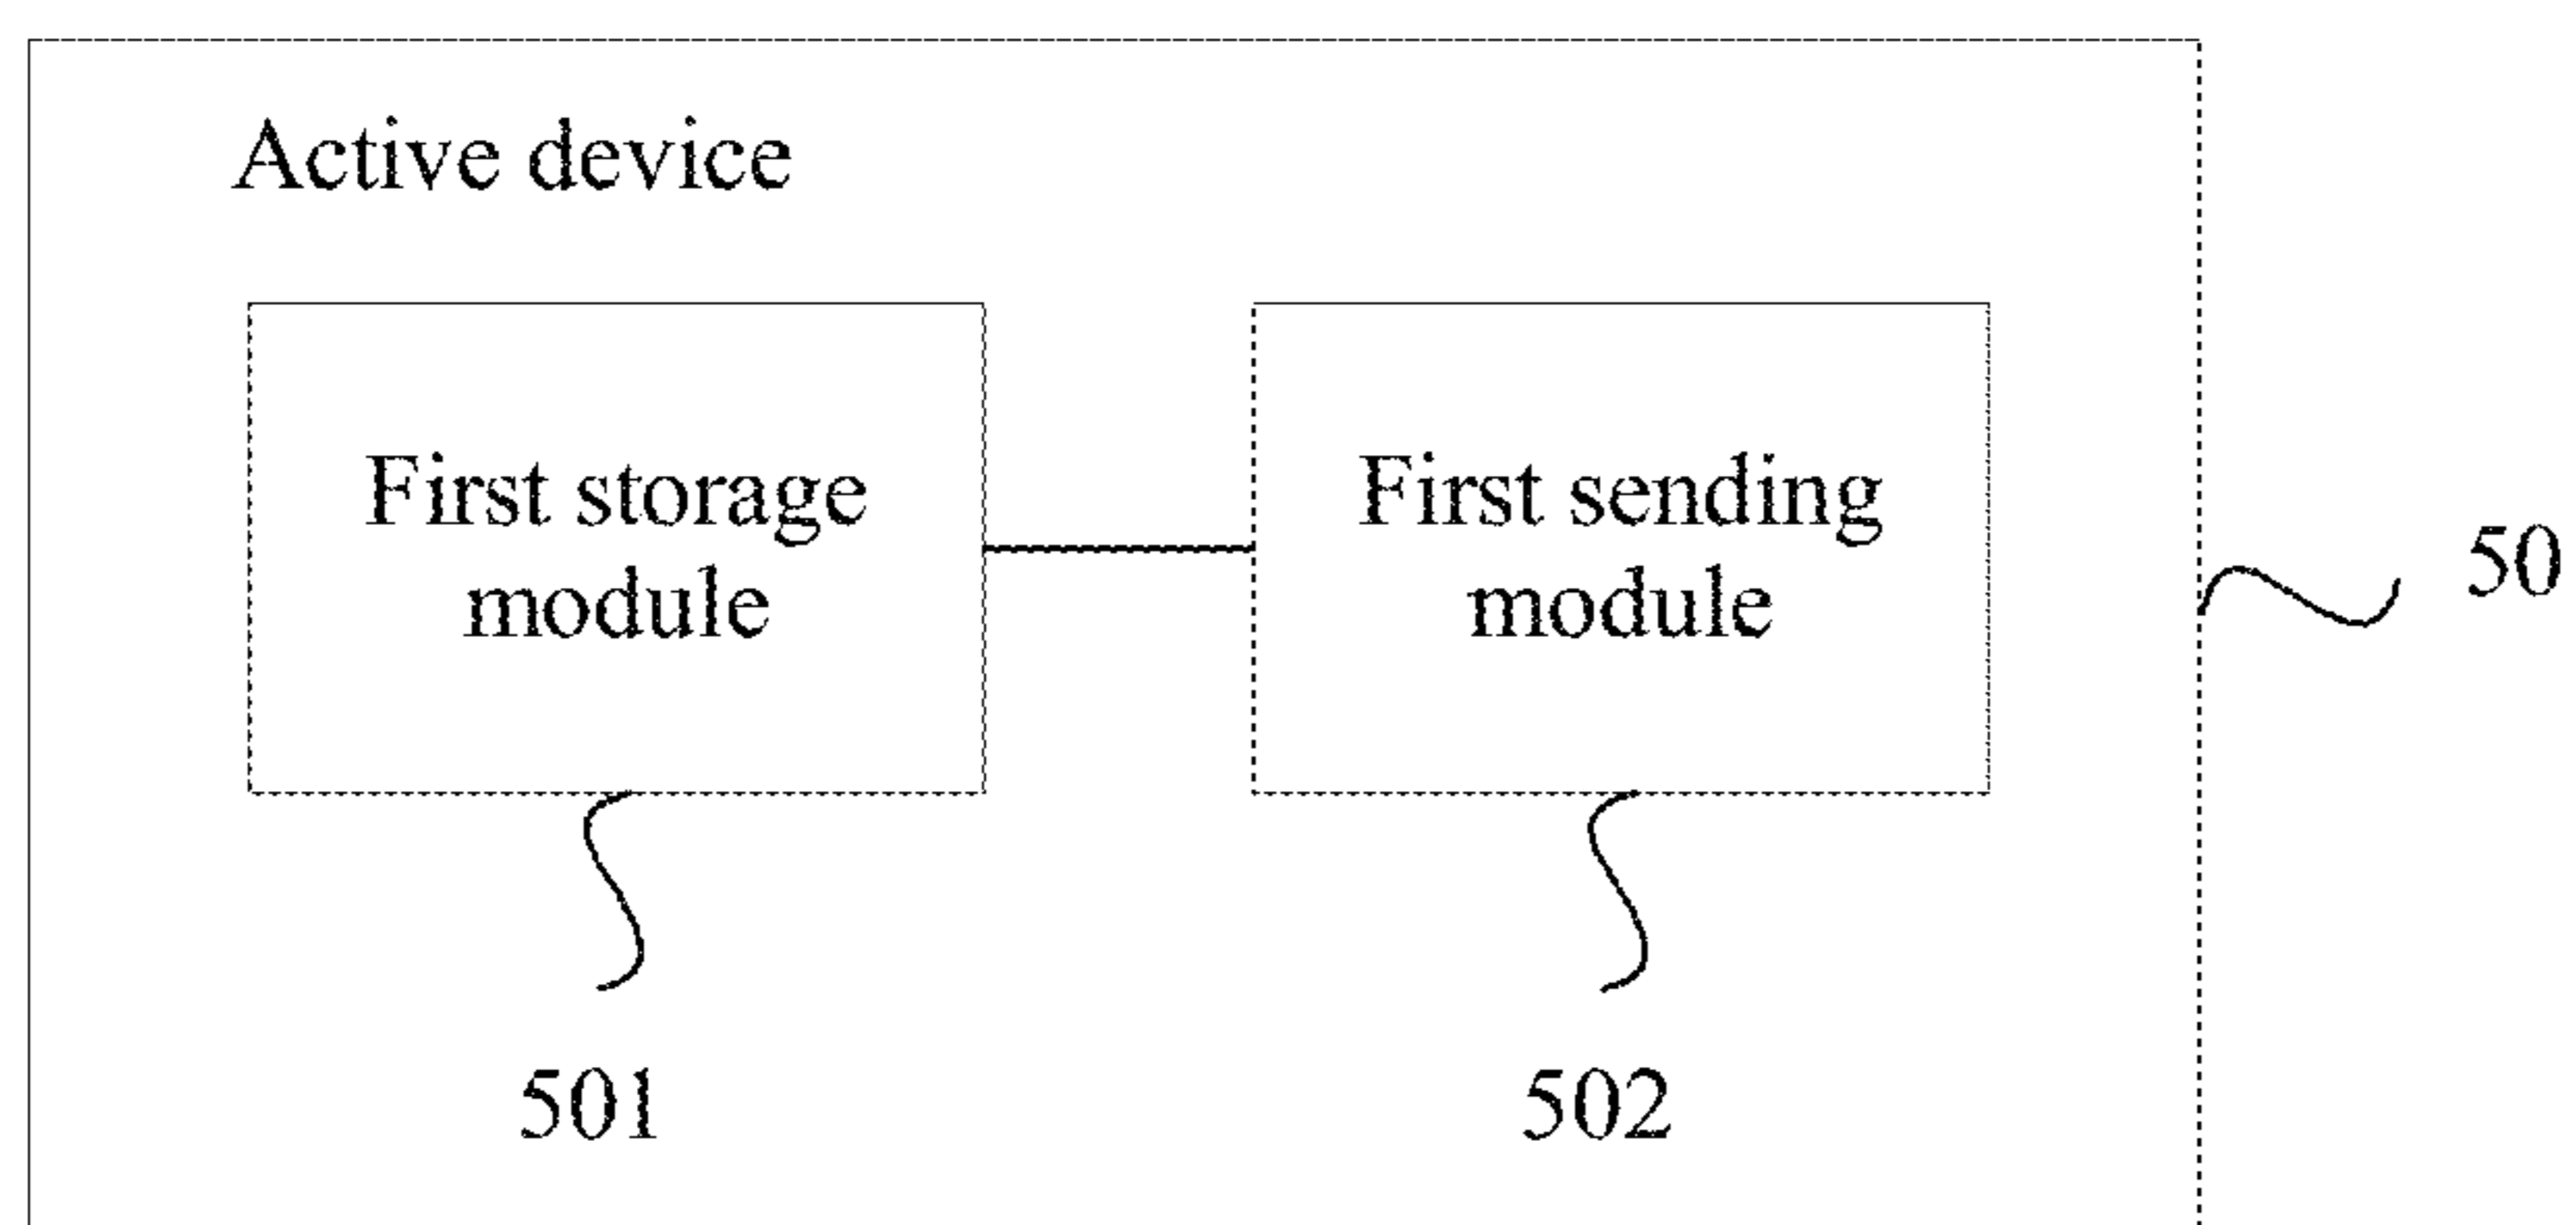 Active device
First storage
module
First sending
module
50
501
502